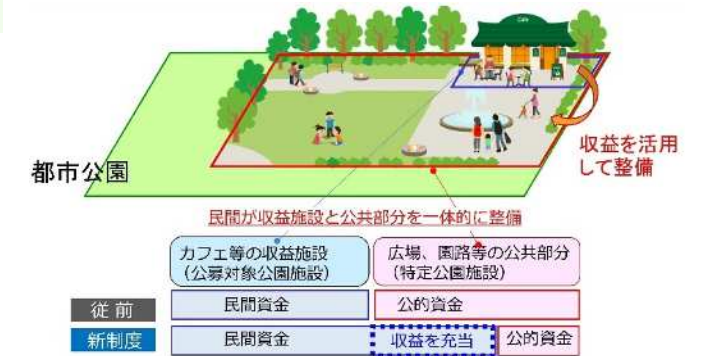 Cafe
都市公園
収益を活用
して整備
民間が収益施設と公共部分を一体的に整備
カフェ等の収益施設
(公募対象公園施設)
広場、園路等の公共部分
(特定公園施設)
従前
民間資金
公的資金
新制度
民間資金
収益を充当
公的資金